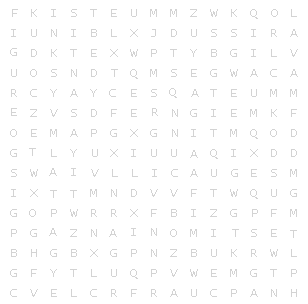 F K I S T E U M M Z W K Q O L
I U N I B L X J D U S S I R A
G D K T E X W P T Y B G I L V
U O S N D T Q M S E G W A C A
R C Y A Y C E S Q A T E U M M
E Z V S D F E R N G I E M K F
O E M A P G X G N I T M Q O D
G T L Y U X I U U A Q I X D D
S W A I V L L I C A U G E S M
I X T T M N D V V F T W Q U G
G O P W R R X F B I Z G P F M
P G A Z N A I N O M I T S E T
B H G B X G P N Z B U K R W L
G F Y T L U Q P V W E M G T P
C V E L C R F R A U C P A N H